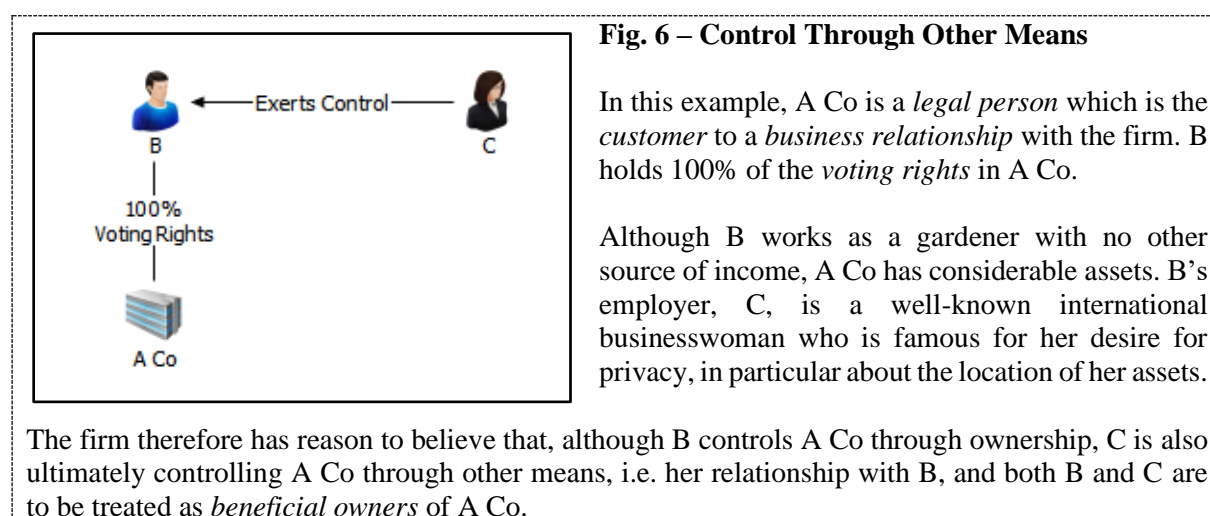 Fig. 6 – Control Through Other Means
Exerts Control
B
C
100%
Voting Rights
A Co
In this example, A Co is a legal person which is the
customer to a business relationship with the firm. B
holds 100% of the voting rights in A Co.
Although B works as a gardener with no other
source of income, A Co has considerable assets. B’s
employer, C, is a well-known international
businesswoman who is famous for her desire for
privacy, in particular about the location of her assets.
The firm therefore has reason to believe that, although B controls A Co through ownership, C is also
ultimately controlling A Co through other means, i.e. her relationship with B, and both B and C are
to be treated as beneficial owners of A Co.